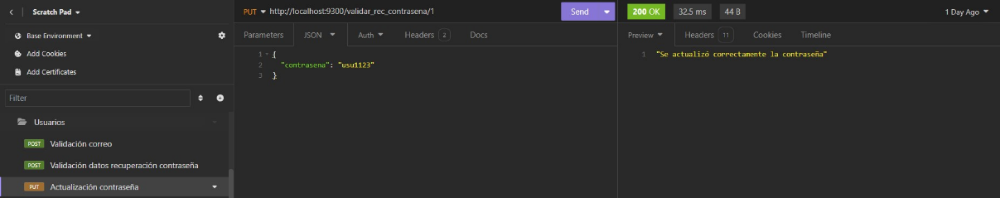 Scratch Pad
Base Environment
Add Cookies
Add Certificates
Filter
Usuarios
POST Validación correo
POST Validación datos recuperación contraseña
PUT Actualización contraseña
PUT http://localhost:9300/validar_rec_contrasena/1 Send
Parameters JSON Auth Headers 2 Docs
1 {
2 "contrasena": "usu1123"
3 }
200 OK 32.5 ms 44 B 1 Day Ago
Preview Headers 11 Cookies Timeline
1 "Se actualizó correctamente la contraseña"